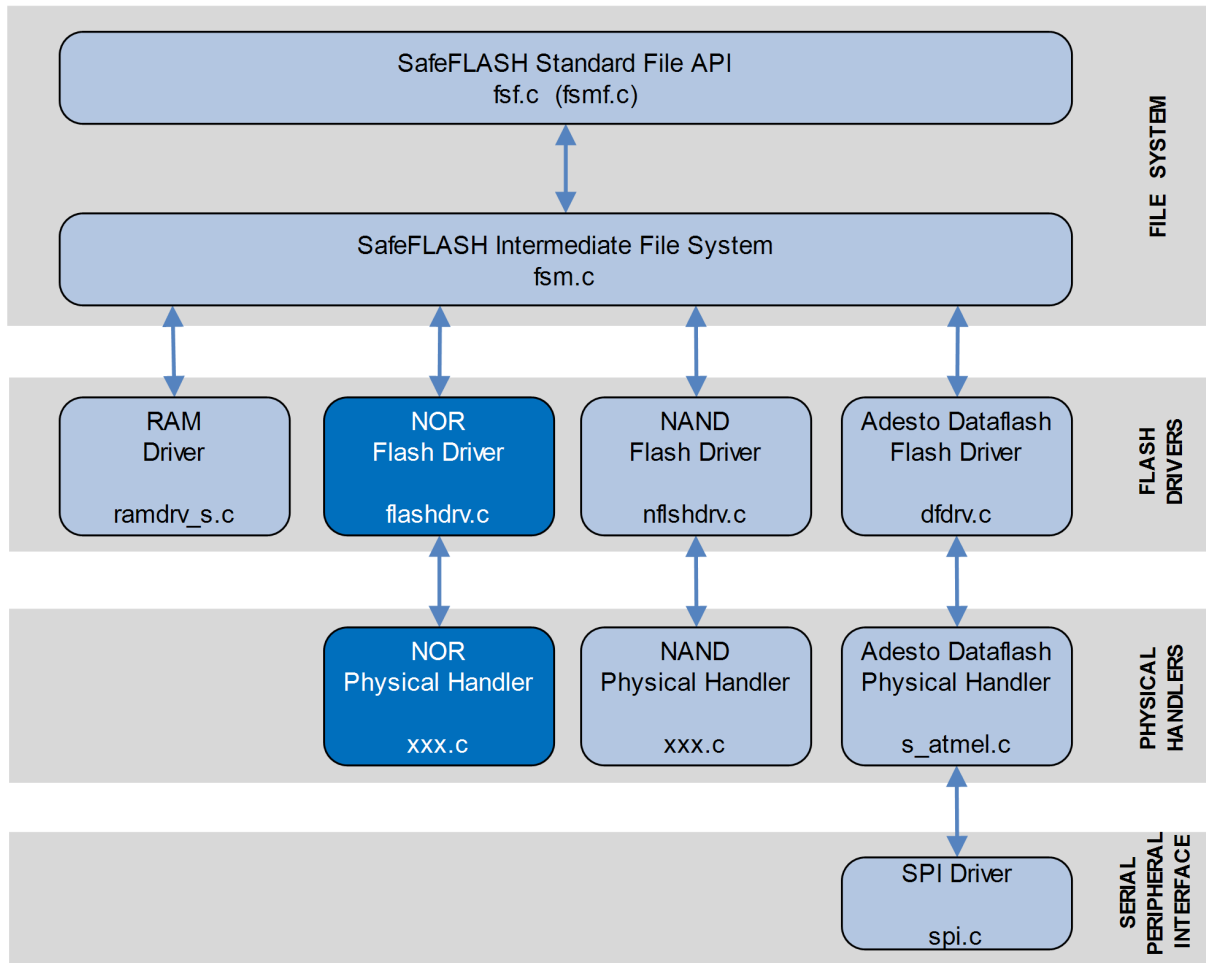 SafeFLASH Standard File API
fsf.c  (fsmf.c)
FILE  SYSTEM
SafeFLASH Intermediate File System
fsm.c
RAM
Driver
ramdrv_s.c
NOR
Flash Driver
flashdrv.c
NAND
Flash Driver
nflshdrv.c
Adesto Dataflash
Flash Driver
dfdrv.c
FLASH
DRIVERS
NOR
Physical Handler
xxx.c
NAND
Physical Handler
xxx.c
Adesto Dataflash
Physical Handler
s_atmel.c
PHYSICAL
HANDLERS
SPI Driver
spi.c
SERIAL
PERIPHERAL
INTERFACE